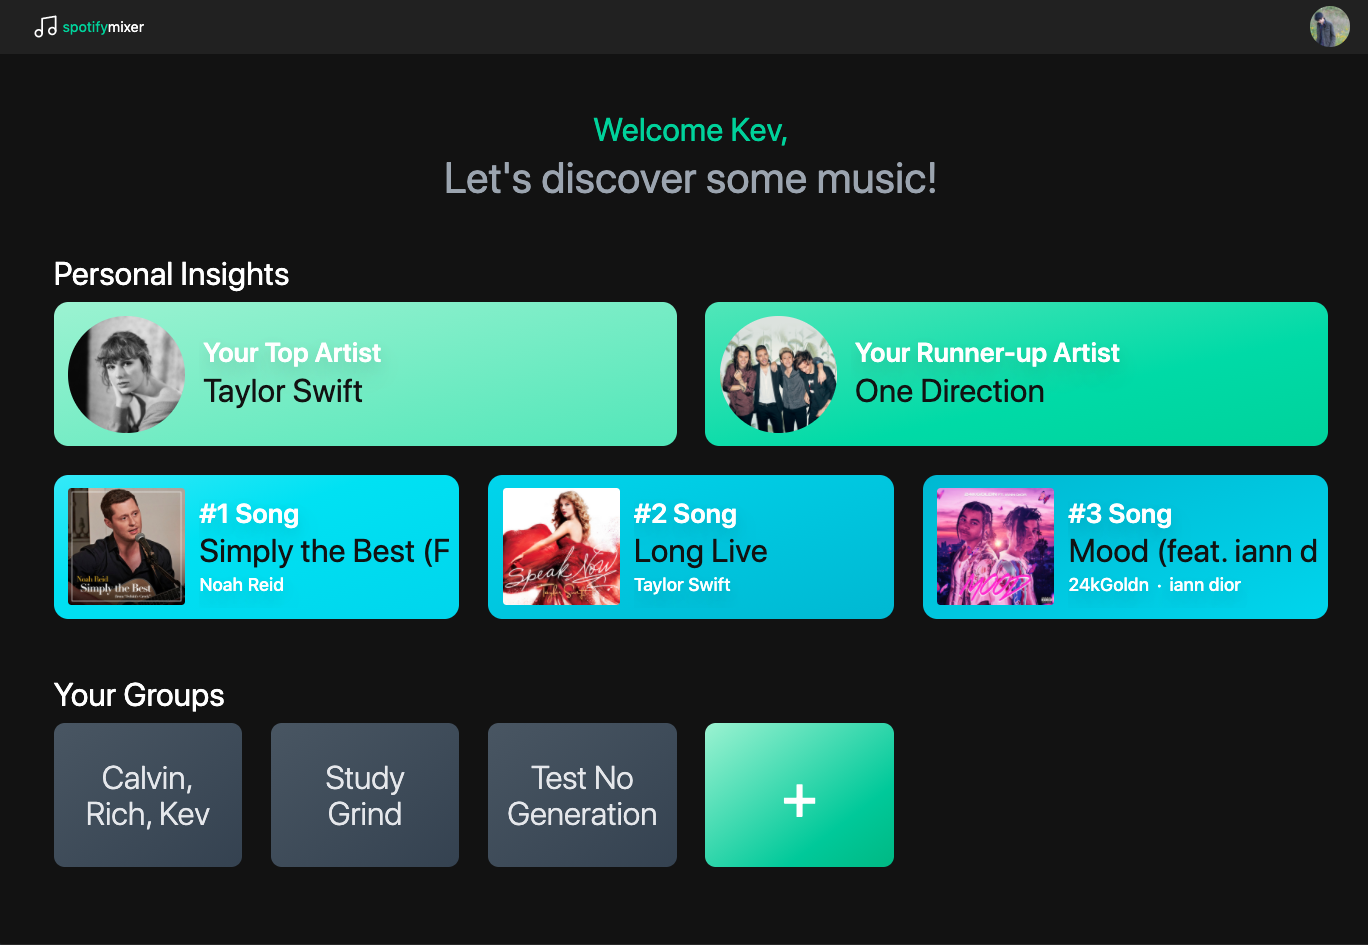 spotifymixer
Welcome Kev,
Let's discover some music!
Personal Insights
Your Top Artist
Taylor Swift
Your Runner-up Artist
One Direction
#1 Song
Simply the Best (F
Noah Reid
Noah Reid
Simply the Best
#2 Song
Long Live
Taylor Swift
Speak Now
Taylor Swift
#3 Song
Mood (feat. iann d
24kGoldn · iann dior
MOOD
Your Groups
Calvin,
Rich, Kev
Study
Grind
Test No
Generation
+